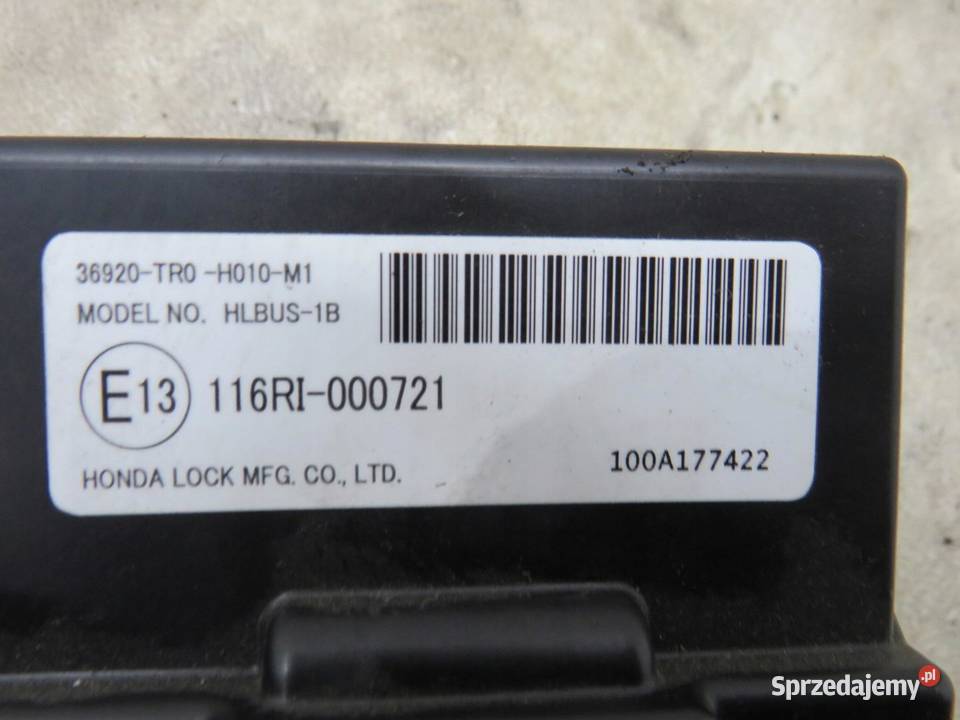 36920-TR0 -H010-M1
MODEL NO. HLBUS-1B
E13 116RI-000721
HONDA LOCK MFG. CO., LTD.
100A177422
Sprzedajemy.pl